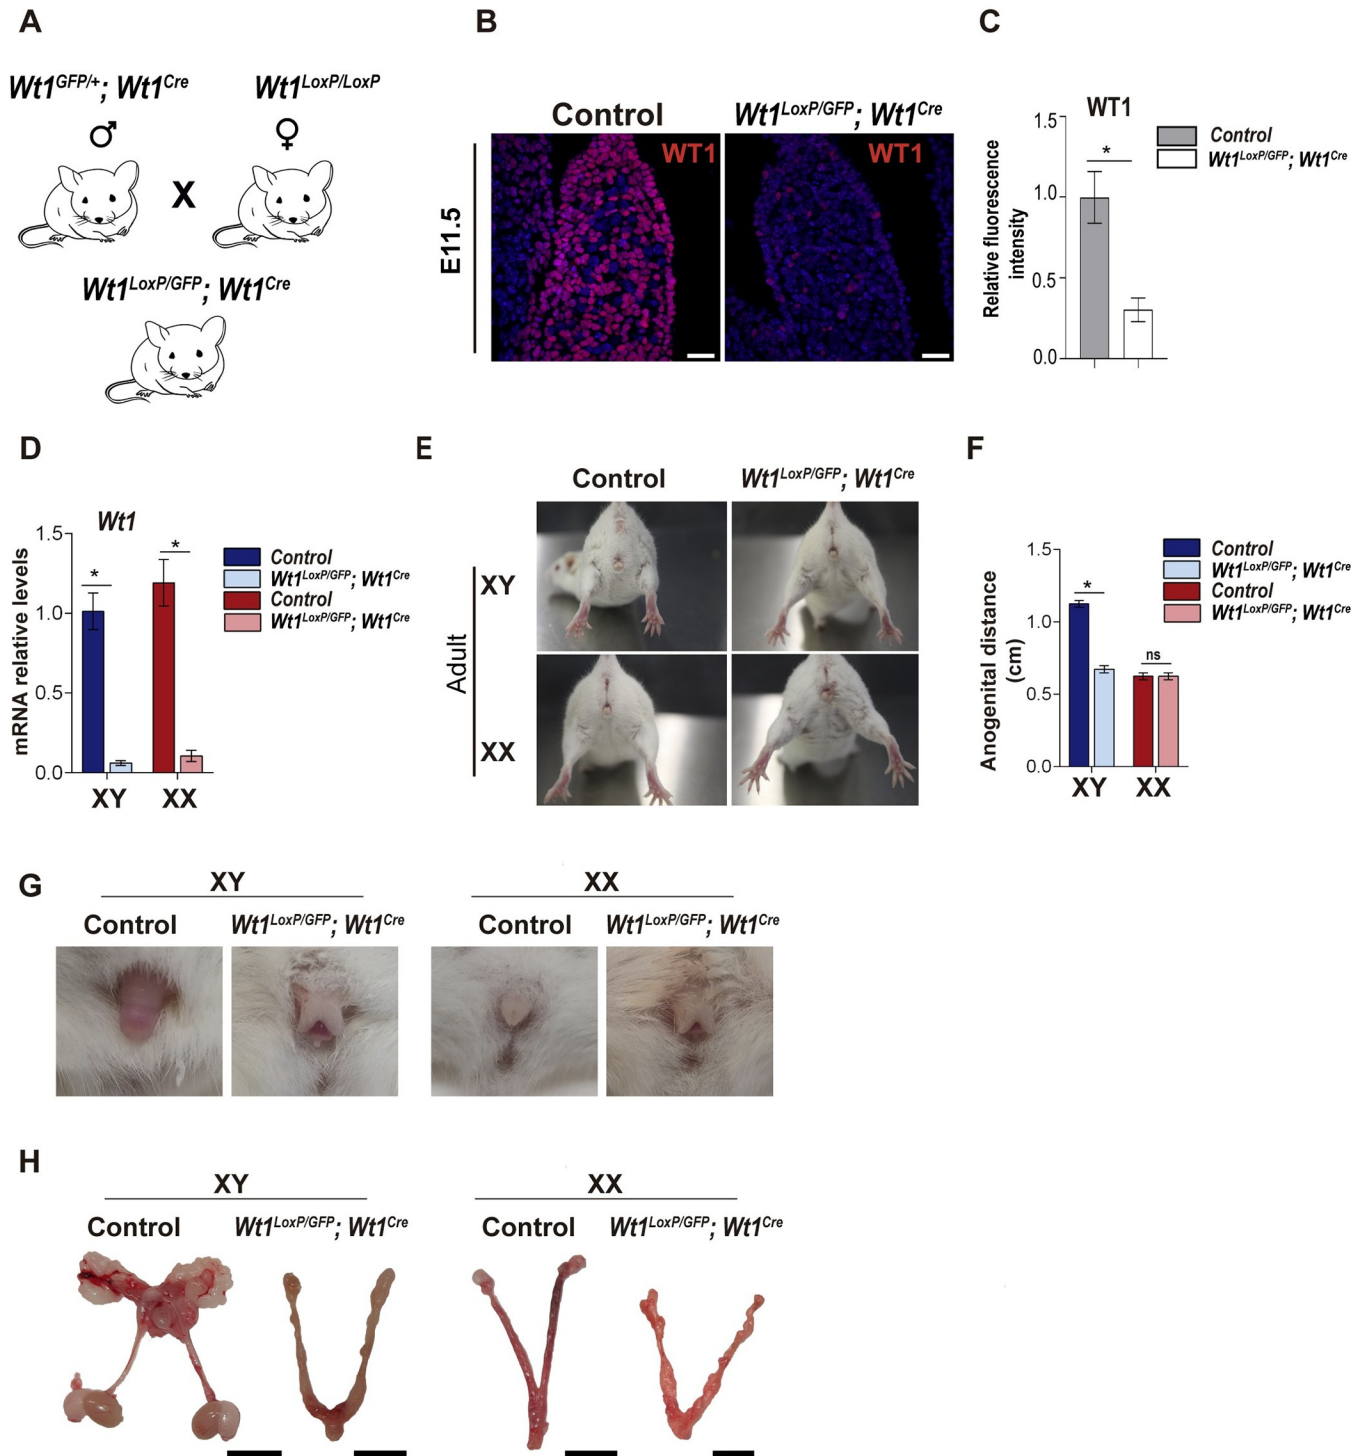 A
Wt1GFP/+; Wt1Cre
Wt1LoxP/LoxP
♂
♀
X
Wt1LoxP/GFP; Wt1Cre
B
Control
Wt1LoxP/GFP; Wt1Cre
WT1
WT1
E11.5
C
WT1
Relative fluorescence
intensity
1.5
1.0
0.5
0.0
*
Control
Wt1LoxP/GFP; Wt1Cre
D
Wt1
mRNA relative levels
1.5
1.0
0.5
0.0
*
*
XY
XX
Control
Wt1LoxP/GFP; Wt1Cre
Control
Wt1LoxP/GFP; Wt1Cre
E
Control
Wt1LoxP/GFP; Wt1Cre
Adult
XY
XX
F
Anogenital distance
(cm)
1.5
1.0
0.5
0.0
*
ns
XY
XX
Control
Wt1LoxP/GFP; Wt1Cre
Control
Wt1LoxP/GFP; Wt1Cre
G
XY
XX
Control
Wt1LoxP/GFP; Wt1Cre
Control
Wt1LoxP/GFP; Wt1Cre
H
XY
XX
Control
Wt1LoxP/GFP; Wt1Cre
Control
Wt1LoxP/GFP; Wt1Cre